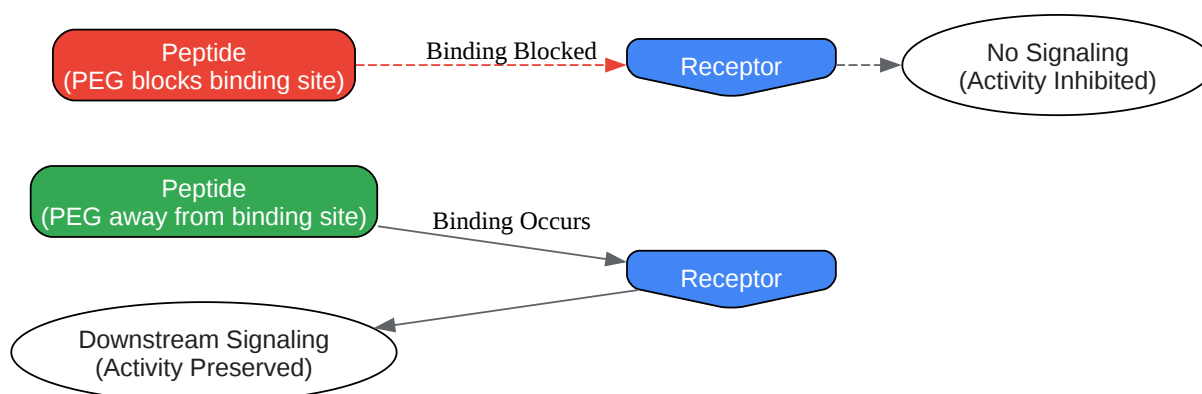 Peptide
(PEG blocks binding site)
Binding Blocked
Receptor
No Signaling
(Activity Inhibited)
Peptide
(PEG away from binding site)
Binding Occurs
Receptor
Downstream Signaling
(Activity Preserved)